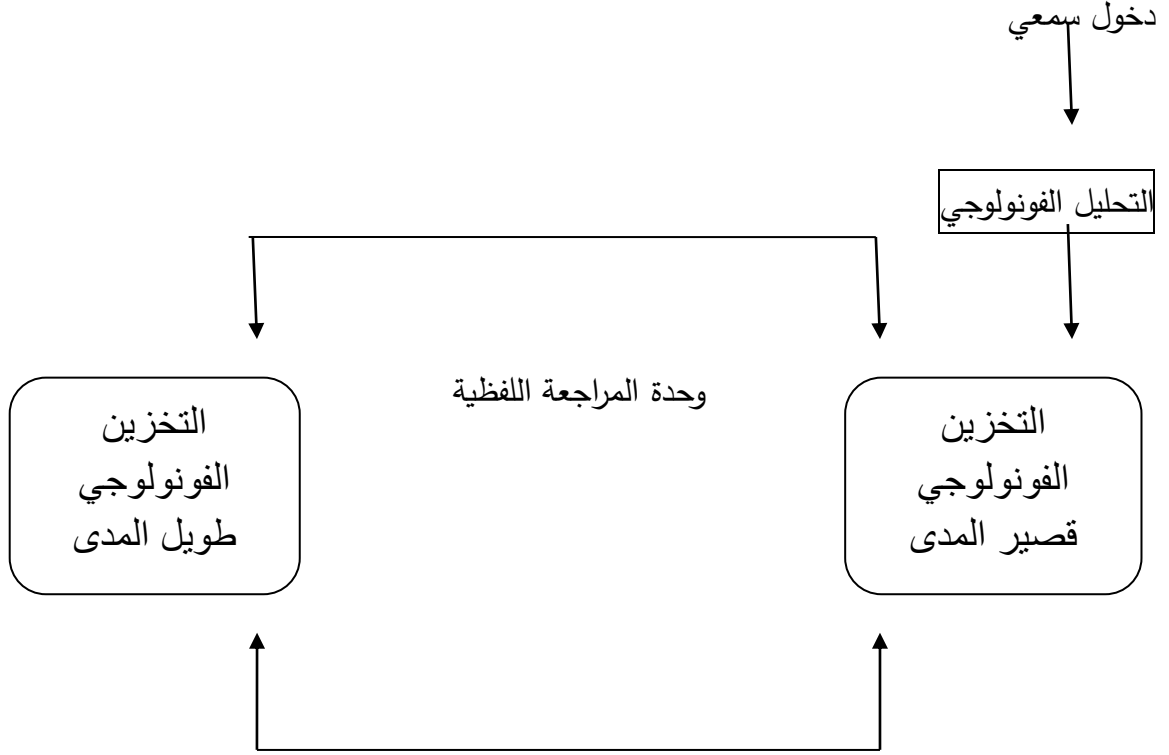 دخول سمعي
التحليل الفونولوجي
وحدة المراجعة اللفظية
التخزين
الفونولوجي
قصير المدى
التخزين
الفونولوجي
طويل المدى